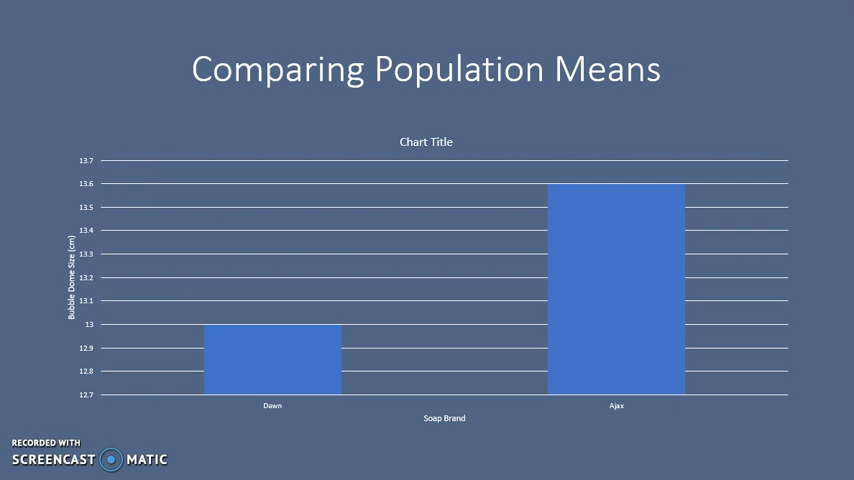 Comparing Population Means
Chart Title
13.7
13.6
13.5
13.4
13.3
13.2
13.1
13
12.9
12.8
12.7
Bubble Dome Size (cm)
Dawn
Ajax
Soap Brand
RECORDED WITH
SCREENCAST MATIC